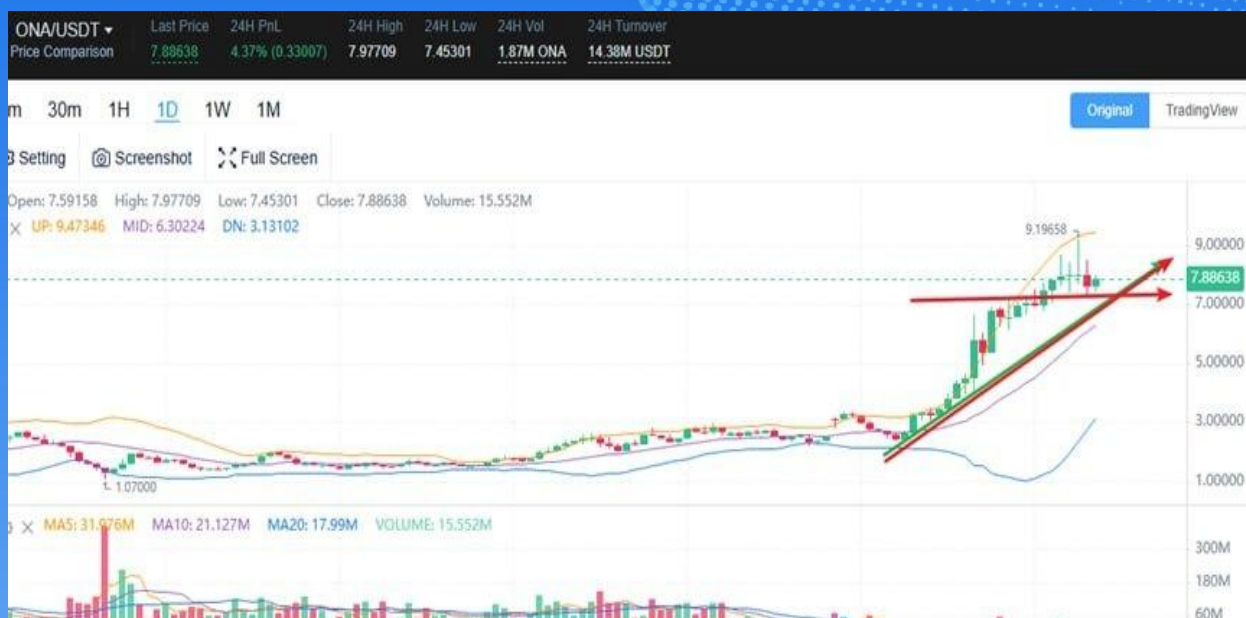 ONA/USDT Last Price 24H PnL 24H High 24H Low 24H Vol 24H Turnover
Price Comparison 7.88638 4.37% (0.33007) 7.97709 7.45301 1.87M ONA 14.38M USDT
m 30m 1H 1D 1W 1M Original TradingView
Setting Screenshot Full Screen
Open: 7.59158 High: 7.97709 Low: 7.45301 Close: 7.88638 Volume: 15.552M
UP: 9.47346 MID: 6.30224 DN: 3.13102
9.19658
9.00000
7.88638
7.00000
5.00000
3.00000
1.00000
1.07000
MA5: 31.076M MA10: 21.127M MA20: 17.99M VOLUME: 15.552M
300M
180M
60M